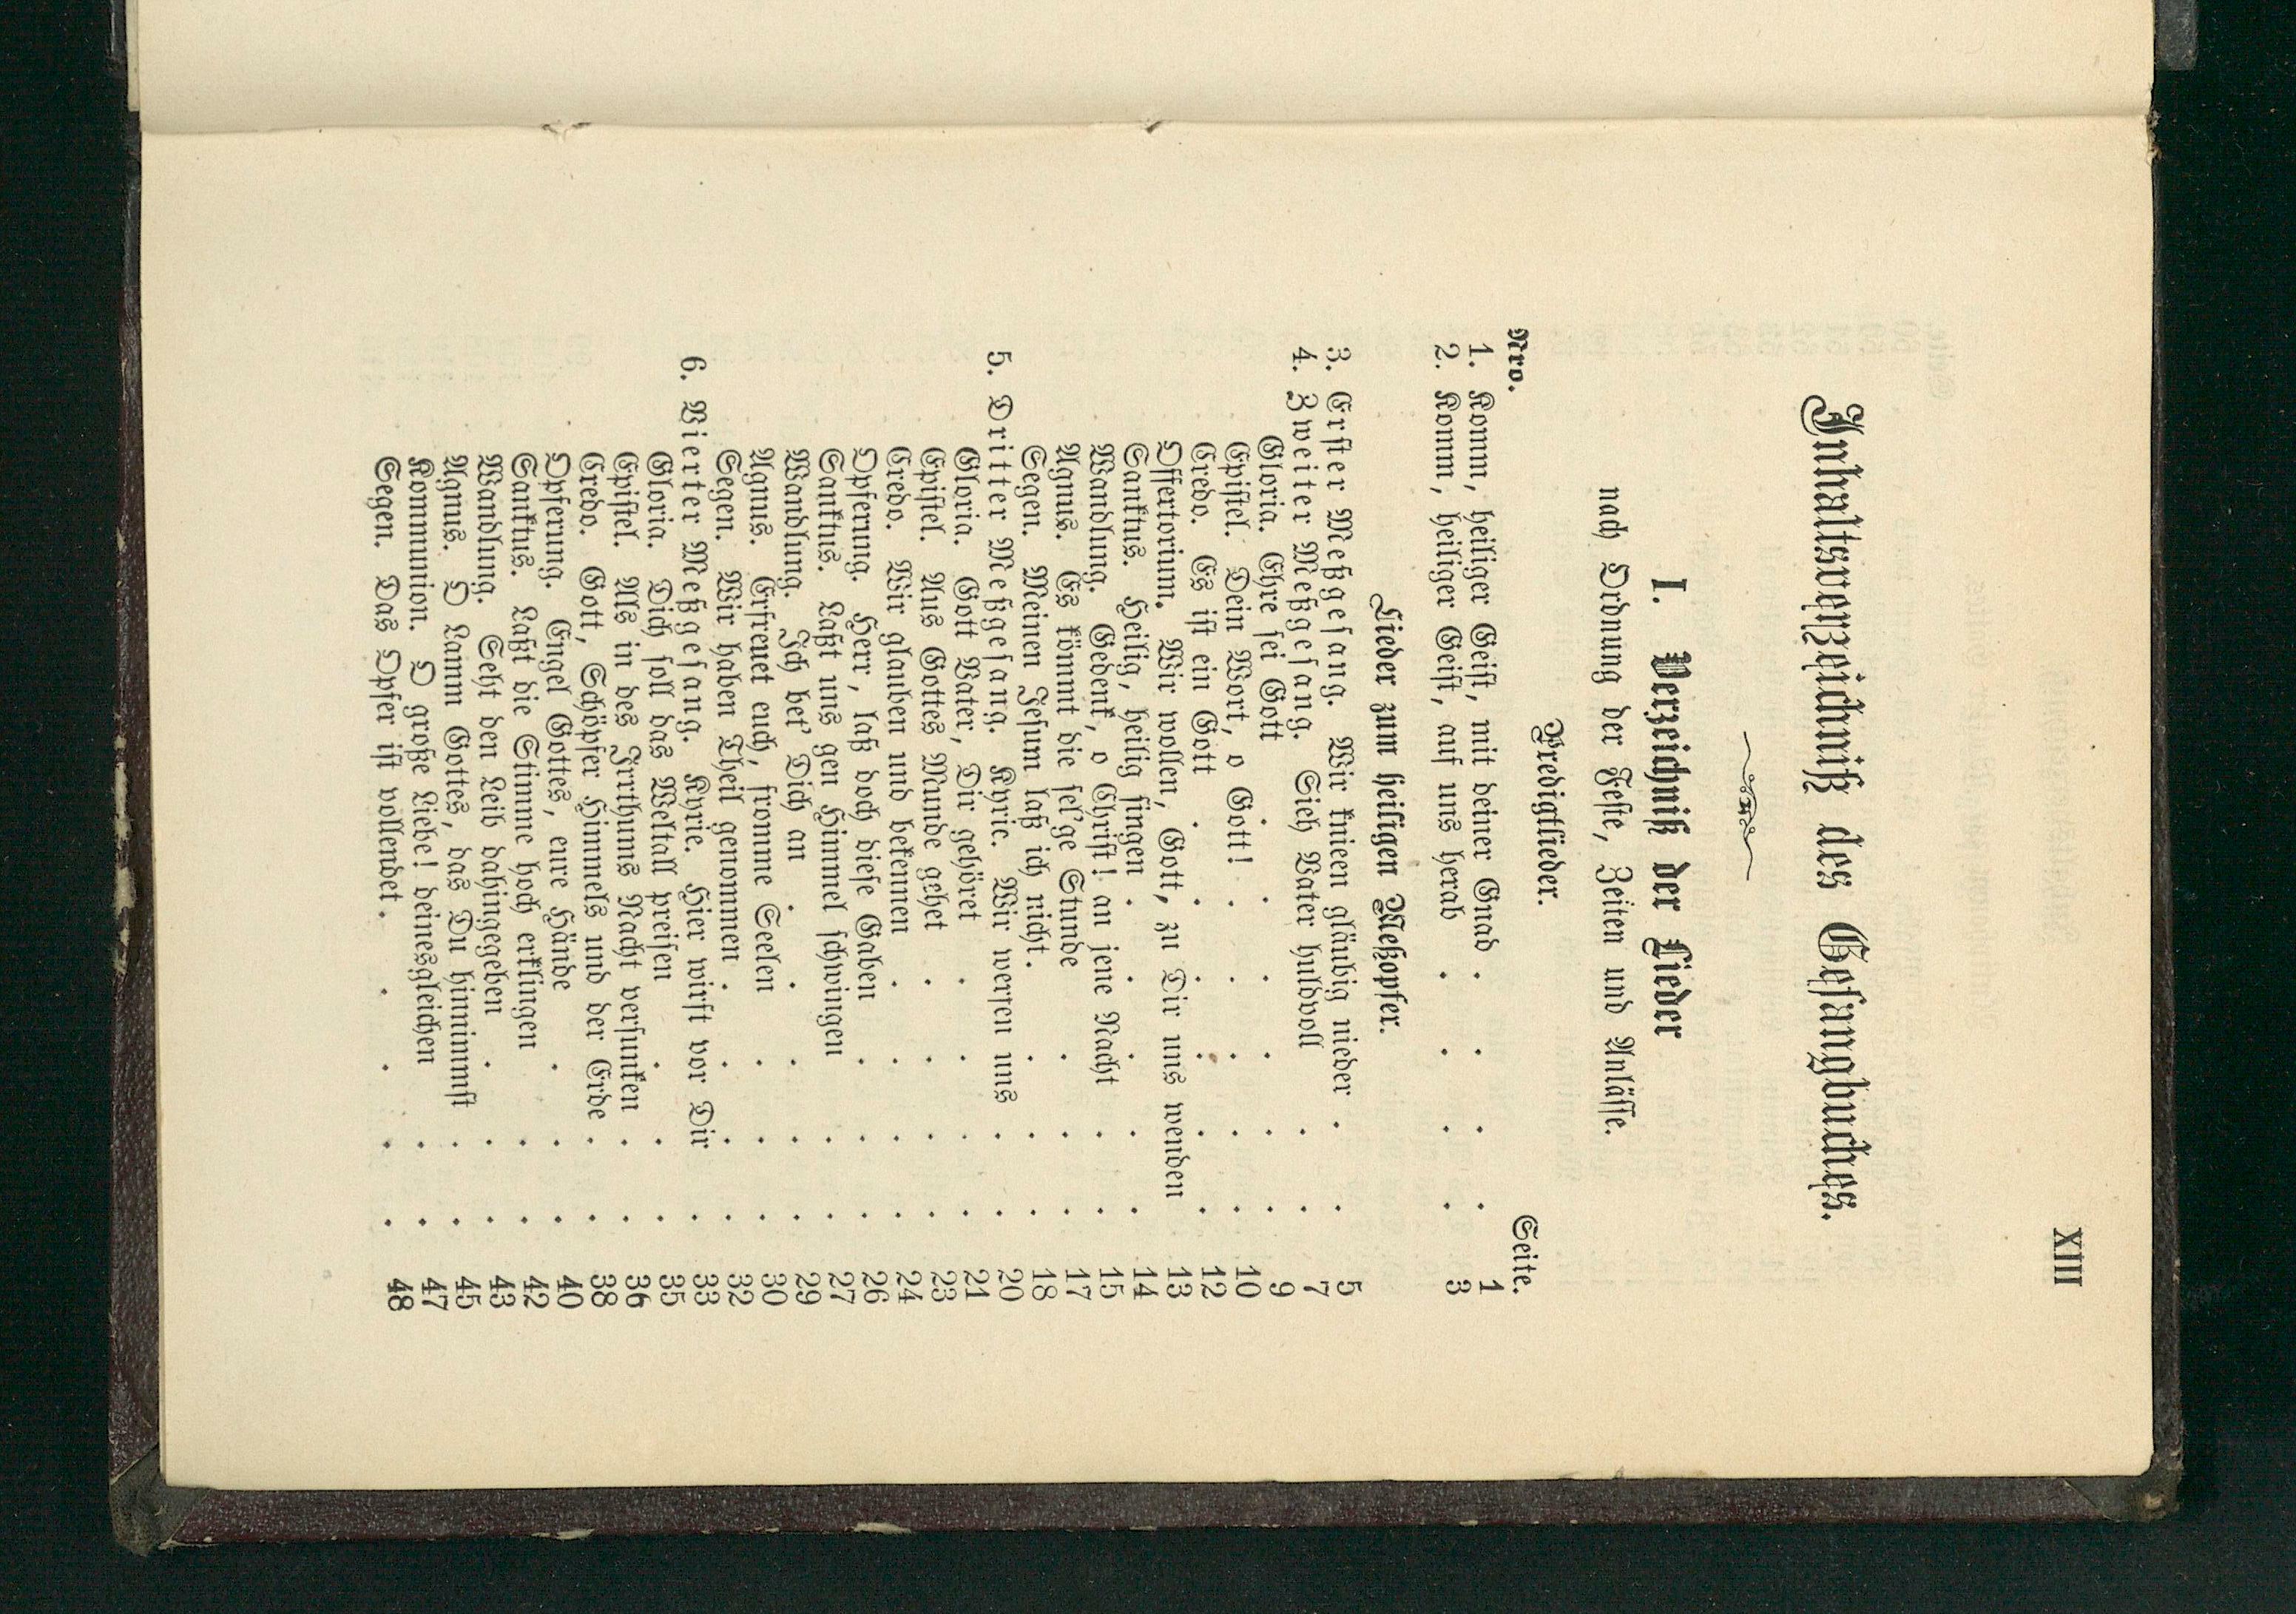 XIII
Inhaltsverzeichniß des Gesangbuches.
I. Verzeichniß der Lieder
nach Ordnung der Feste, Zeiten und Anlässe.
Predigtlieder.
Nro. Seite.
1. Komm, heiliger Geist, mit deiner Gnad . . . . 1
2. Komm, heiliger Geist, auf uns herab . . . . 3
Lieder zum heiligen Meßopfer.
3. Erster Meßgesang. Wir knieen gläubig nieder . . 5
4. Zweiter Meßgesang. Sieh Vater huldvoll . . 7
Gloria. Ehre sei Gott . . . . . 9
Epistel. Dein Wort, o Gott! . . . . . 10
Credo. Es ist ein Gott . . . . . . 12
Offertorium. Wir wollen, Gott, zu Dir uns wenden 13
Sanktus. Heilig, heilig singen . . . . . 14
Wandlung. Gedenk', o Christ! an jene Nacht . . 15
Agnus. Es kömmt die sel'ge Stunde . . . 17
Segen. Meinen Jesum laß ich nicht. . . . 18
5. Dritter Meßgesang. Kyrie. Wir werfen uns . . 20
Gloria. Gott Vater, Dir gehöret . . . . 21
Epistel. Aus Gottes Munde gehet . . . . 23
Credo. Wir glauben und bekennen . . . . 24
Opferung. Herr, laß doch diese Gaben . . . 26
Sanktus. Laßt uns gen Himmel schwingen . . 27
Wandlung. Ich bet' Dich an . . . . . 29
Agnus. Erfreuet euch, fromme Seelen . . . 30
Segen. Wir haben Theil genommen . . . . 32
6. Vierter Meßgesang. Kyrie. Hier wirft vor Dir . 33
Gloria. Dich soll das Weltall preisen . . . 35
Epistel. Als in des Irrthums Nacht versunken . . 36
Credo. Gott, Schöpfer Himmels und der Erde . . 38
Opferung. Engel Gottes, eure Hände . . . 40
Sanktus. Laßt die Stimme hoch erklingen . . 42
Wandlung. Seht den Leib dahingegeben . . . 43
Agnus. O Lamm Gottes, das Du hinnimmst . . 45
Kommunion. O große Liebe! deinesgleichen . . 47
Segen. Das Opfer ist vollendet . . . . . 48